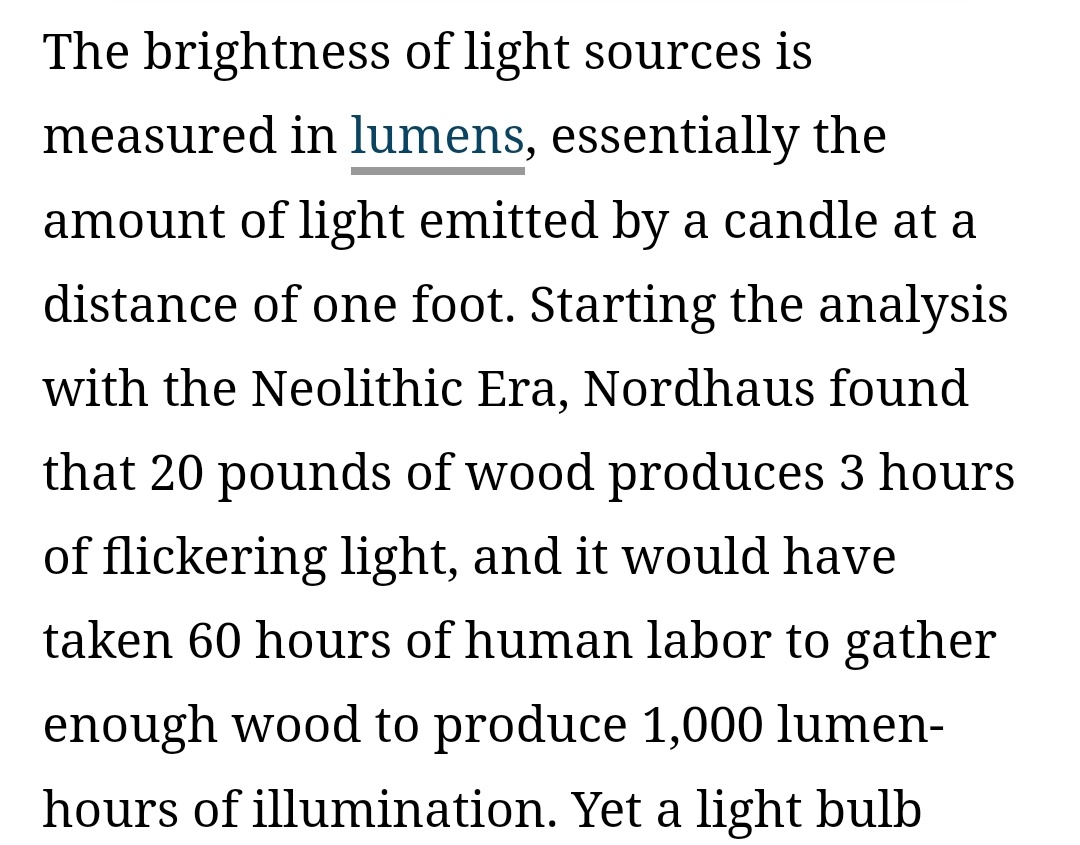 The brightness of light sources is
measured in lumens, essentially the
amount of light emitted by a candle at a
distance of one foot. Starting the analysis
with the Neolithic Era, Nordhaus found
that 20 pounds of wood produces 3 hours
of flickering light, and it would have
taken 60 hours of human labor to gather
enough wood to produce 1,000 lumen-
hours of illumination. Yet a light bulb